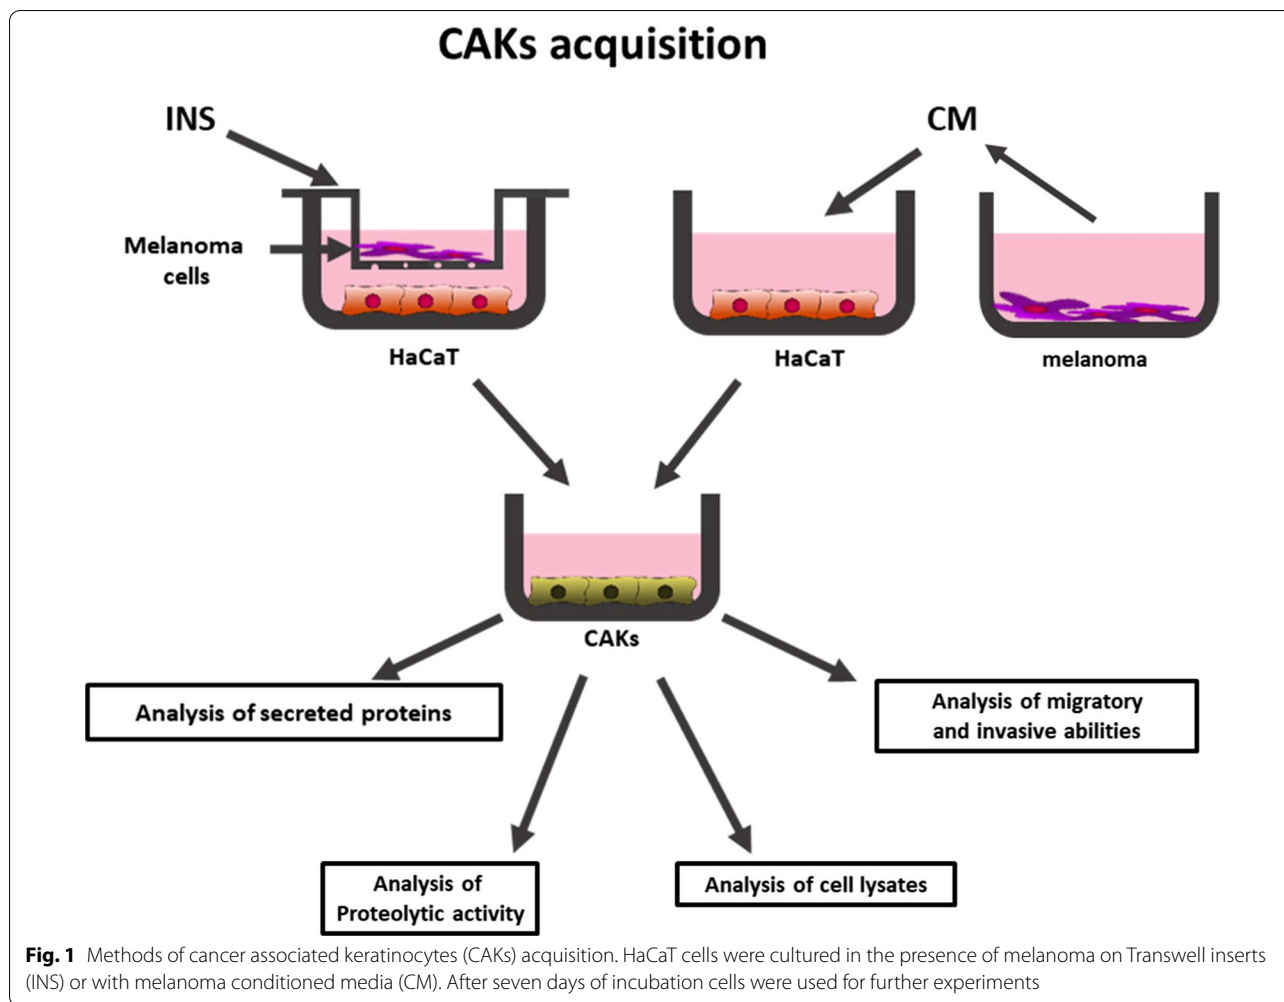 CAKs acquisition
INS
CM
Melanoma
cells
HaCaT
HaCaT
melanoma
CAKs
Analysis of secreted proteins
Analysis of migratory
and invasive abilities
Analysis of
Proteolytic activity
Analysis of cell lysates
Fig. 1 Methods of cancer associated keratinocytes (CAKs) acquisition. HaCaT cells were cultured in the presence of melanoma on Transwell inserts
(INS) or with melanoma conditioned media (CM). After seven days of incubation cells were used for further experiments